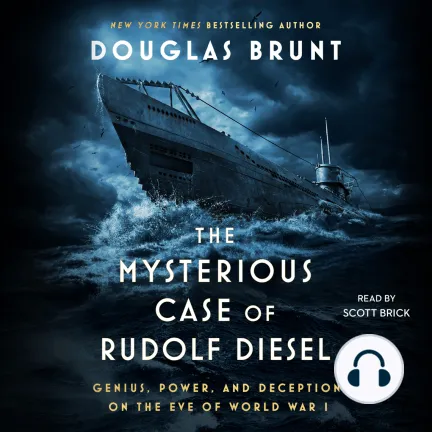 NEW YORK TIMES BESTSELLING AUTHOR
DOUGLAS BRUNT
THE
MYSTERIOUS
CASE OF
RUDOLF DIESEL
READ BY
SCOTT BRICK
GENIUS, POWER, AND DECEPTION
ON THE EVE OF WORLD WAR I